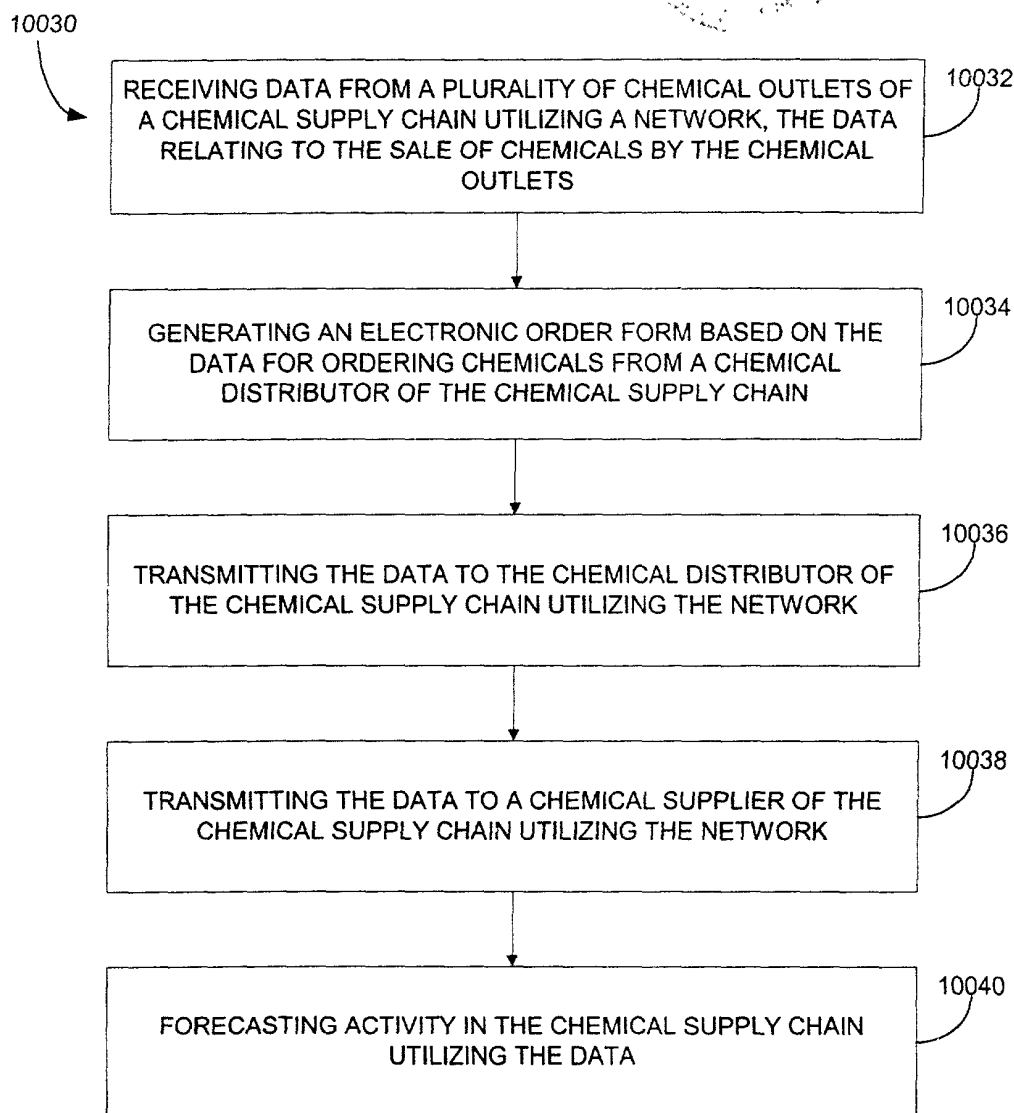 10030
RECEIVING DATA FROM A PLURALITY OF CHEMICAL OUTLETS OF
A CHEMICAL SUPPLY CHAIN UTILIZING A NETWORK, THE DATA
RELATING TO THE SALE OF CHEMICALS BY THE CHEMICAL
OUTLETS
10032
GENERATING AN ELECTRONIC ORDER FORM BASED ON THE
DATA FOR ORDERING CHEMICALS FROM A CHEMICAL
DISTRIBUTOR OF THE CHEMICAL SUPPLY CHAIN
10034
TRANSMITTING THE DATA TO THE CHEMICAL DISTRIBUTOR OF
THE CHEMICAL SUPPLY CHAIN UTILIZING THE NETWORK
10036
TRANSMITTING THE DATA TO A CHEMICAL SUPPLIER OF THE
CHEMICAL SUPPLY CHAIN UTILIZING THE NETWORK
10038
FORECASTING ACTIVITY IN THE CHEMICAL SUPPLY CHAIN
UTILIZING THE DATA
10040